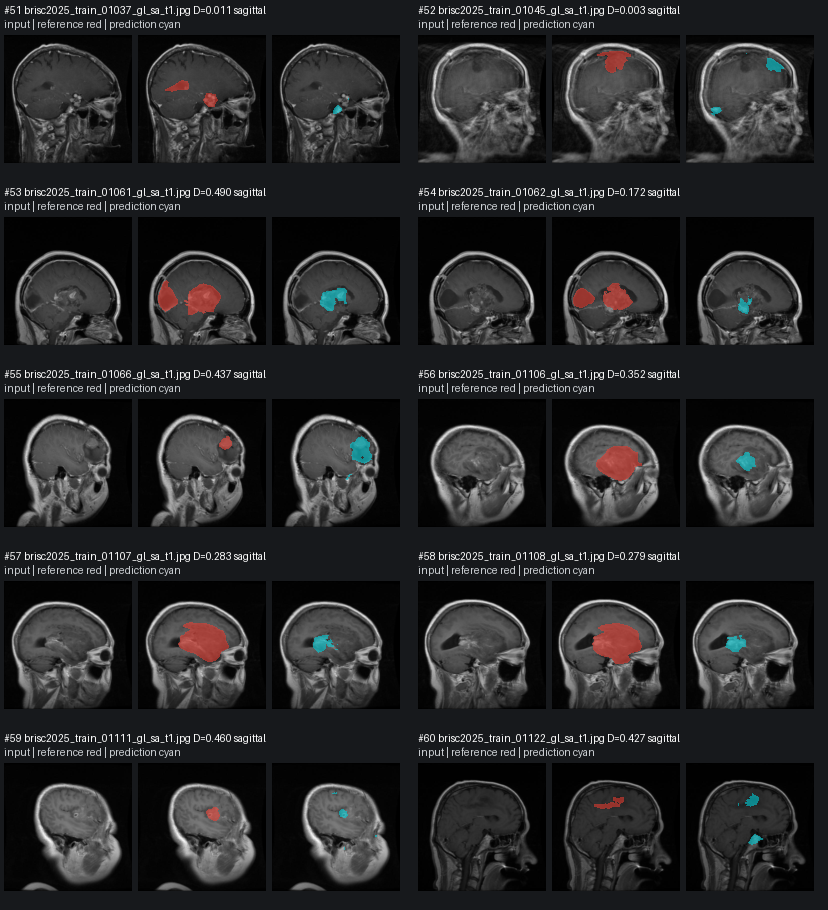 #51 brisc2025_train_01037_gl_sa_t1.jpg D=0.011 sagittal
input | reference red | prediction cyan
#52 brisc2025_train_01045_gl_sa_t1.jpg D=0.003 sagittal
input | reference red | prediction cyan
#53 brisc2025_train_01061_gl_sa_t1.jpg D=0.490 sagittal
input | reference red | prediction cyan
#54 brisc2025_train_01062_gl_sa_t1.jpg D=0.172 sagittal
input | reference red | prediction cyan
#55 brisc2025_train_01066_gl_sa_t1.jpg D=0.437 sagittal
input | reference red | prediction cyan
#56 brisc2025_train_01106_gl_sa_t1.jpg D=0.352 sagittal
input | reference red | prediction cyan
#57 brisc2025_train_01107_gl_sa_t1.jpg D=0.283 sagittal
input | reference red | prediction cyan
#58 brisc2025_train_01108_gl_sa_t1.jpg D=0.279 sagittal
input | reference red | prediction cyan
#59 brisc2025_train_01111_gl_sa_t1.jpg D=0.460 sagittal
input | reference red | prediction cyan
#60 brisc2025_train_01122_gl_sa_t1.jpg D=0.427 sagittal
input | reference red | prediction cyan